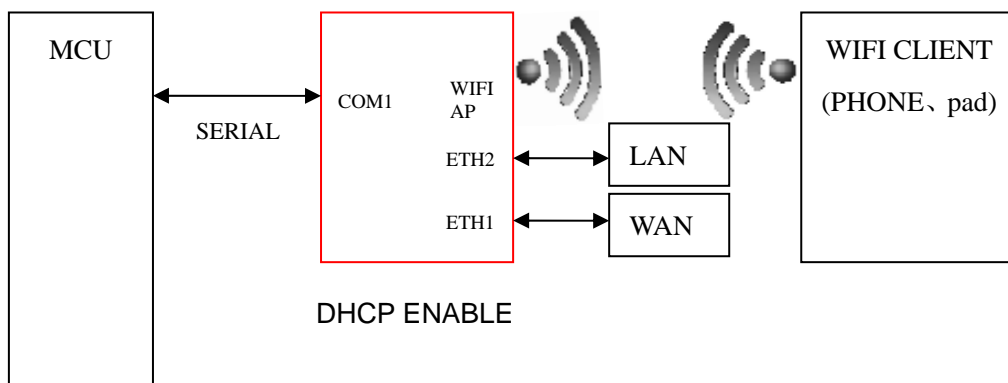 MCU
SERIAL
COM1
WIFI
AP
ETH2
ETH1
LAN
WAN
WIFI CLIENT
(PHONE、pad)
DHCP ENABLE